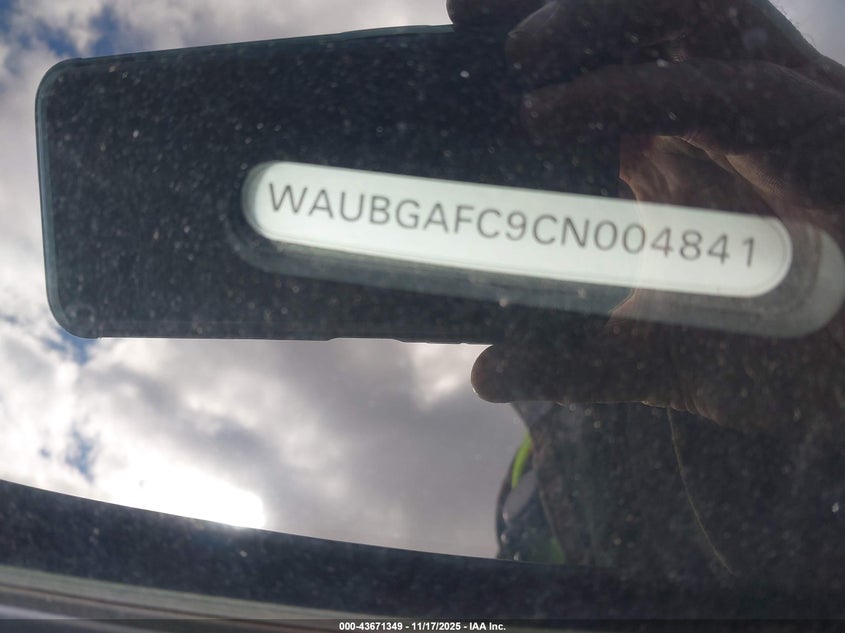 WAUBGAFC9CN004841
000-43671349 - 11/17/2025 - IAA Inc.